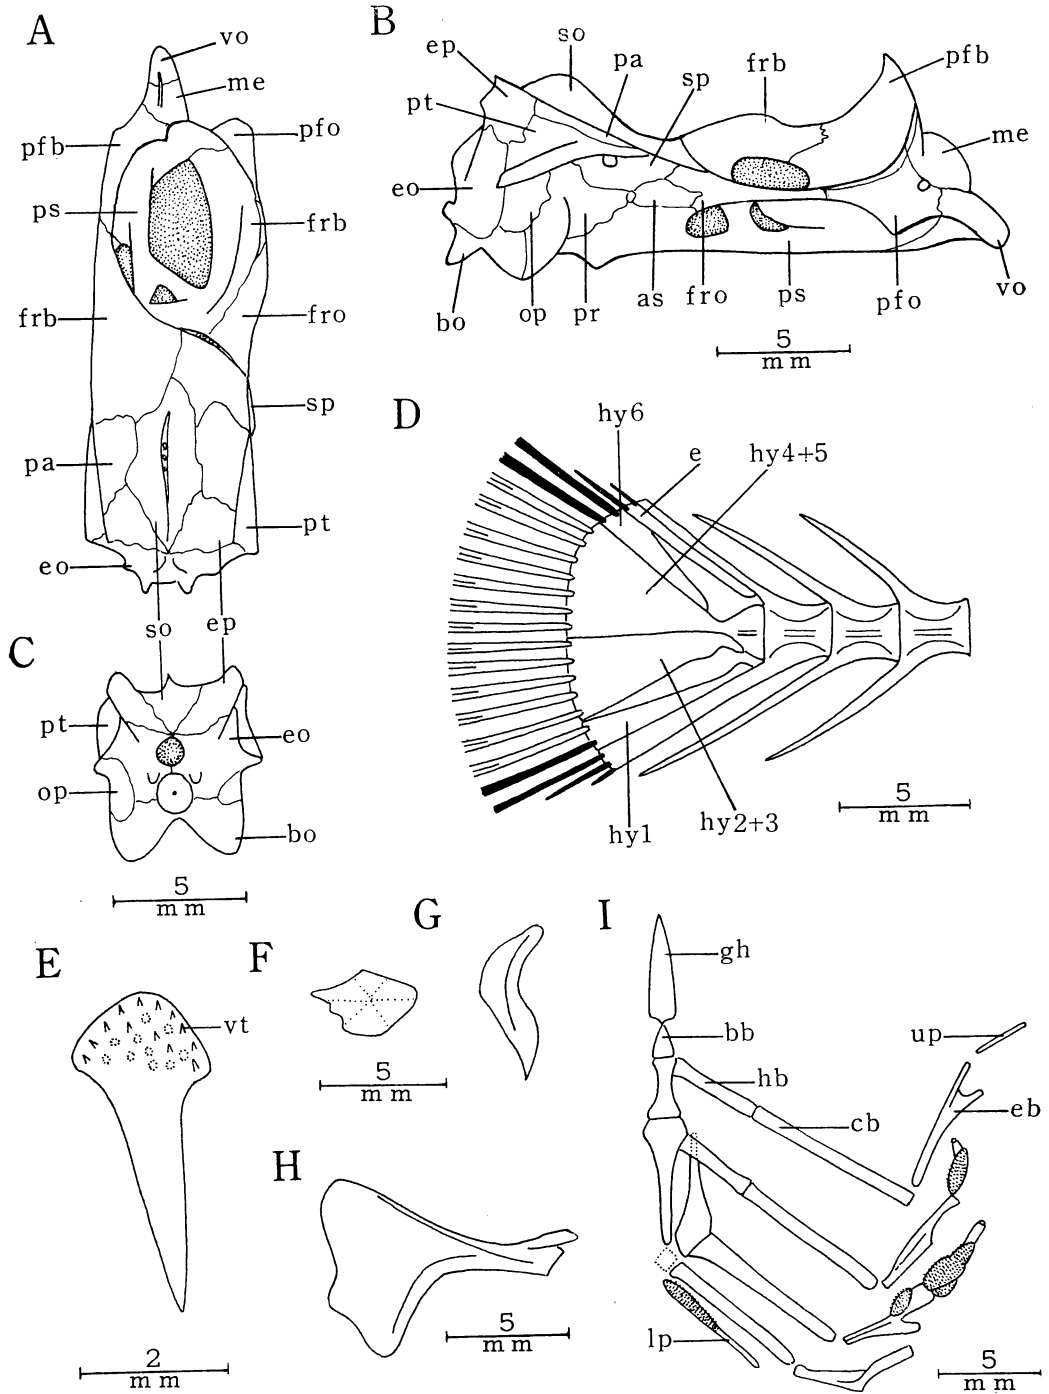 A
vo
me
pfb
pfo
ps
frb
frb
fro
sp
pa
pt
eo
so
ep
B
ep
so
pa
sp
frb
pfb
pt
me
eo
bo
op
pr
as
fro
ps
pfo
vo
5
mm
C
pt
eo
op
bo
5
mm
D
hy6
e
hy4+5
hy1
hy2+3
5
mm
E
vt
2
mm
F
5
mm
G
H
5
mm
I
gh
bb
hb
cb
up
eb
lp
5
mm